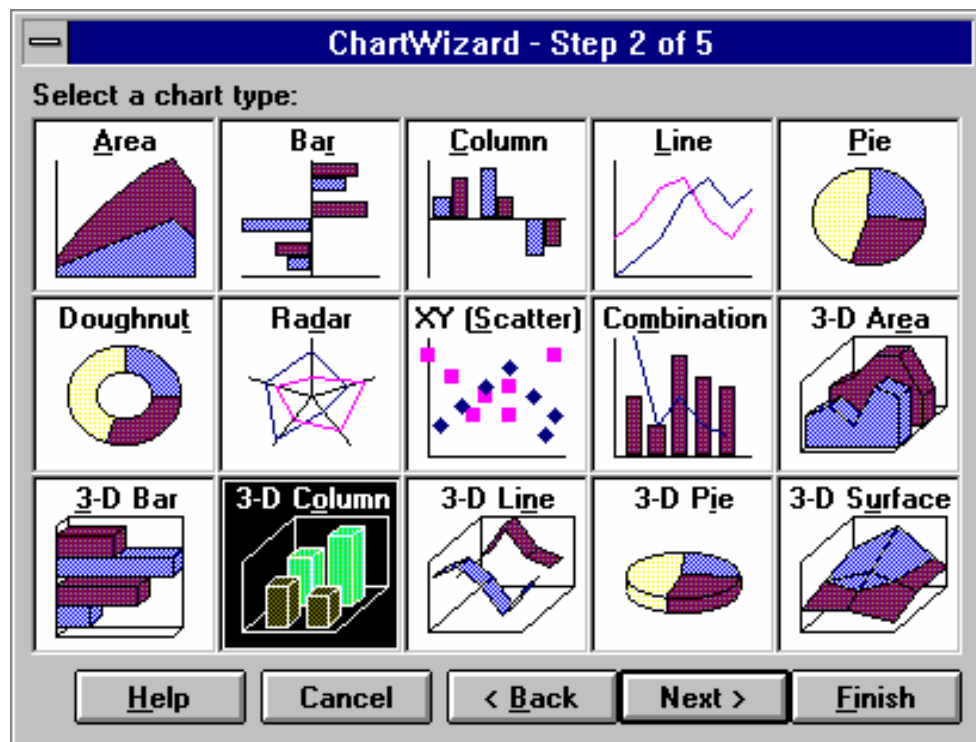 ChartWizard - Step 2 of 5
Select a chart type:
Area Bar Column Line Pie
Doughnut Radar XY (Scatter) Combination 3-D Area
3-D Bar 3-D Column 3-D Line 3-D Pie 3-D Surface
Help Cancel < Back Next > Finish